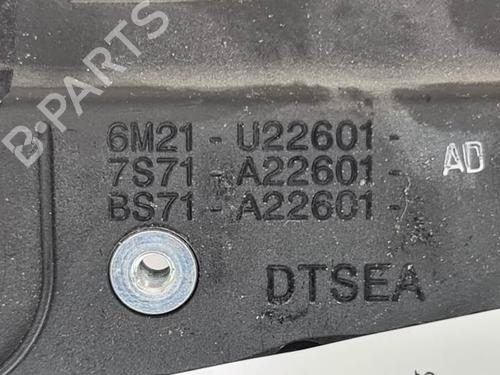 6M21 - U22601 -
7S71 - A22601 - AD
BS71 - A22601 -
DTSEA
B-PARTS